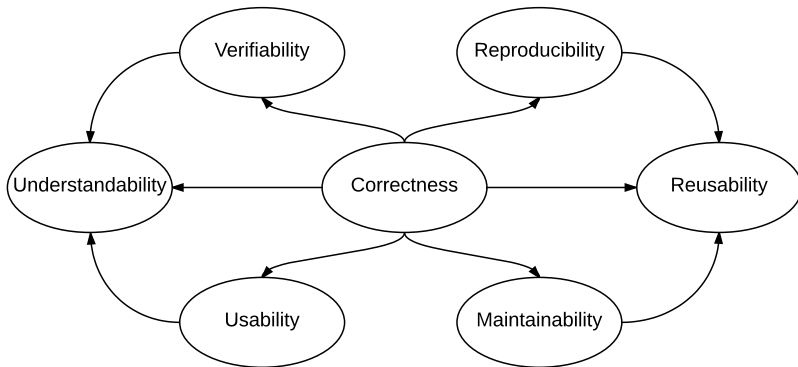 Verifiability
Reproducibility
Understandability
Correctness
Reusability
Usability
Maintainability